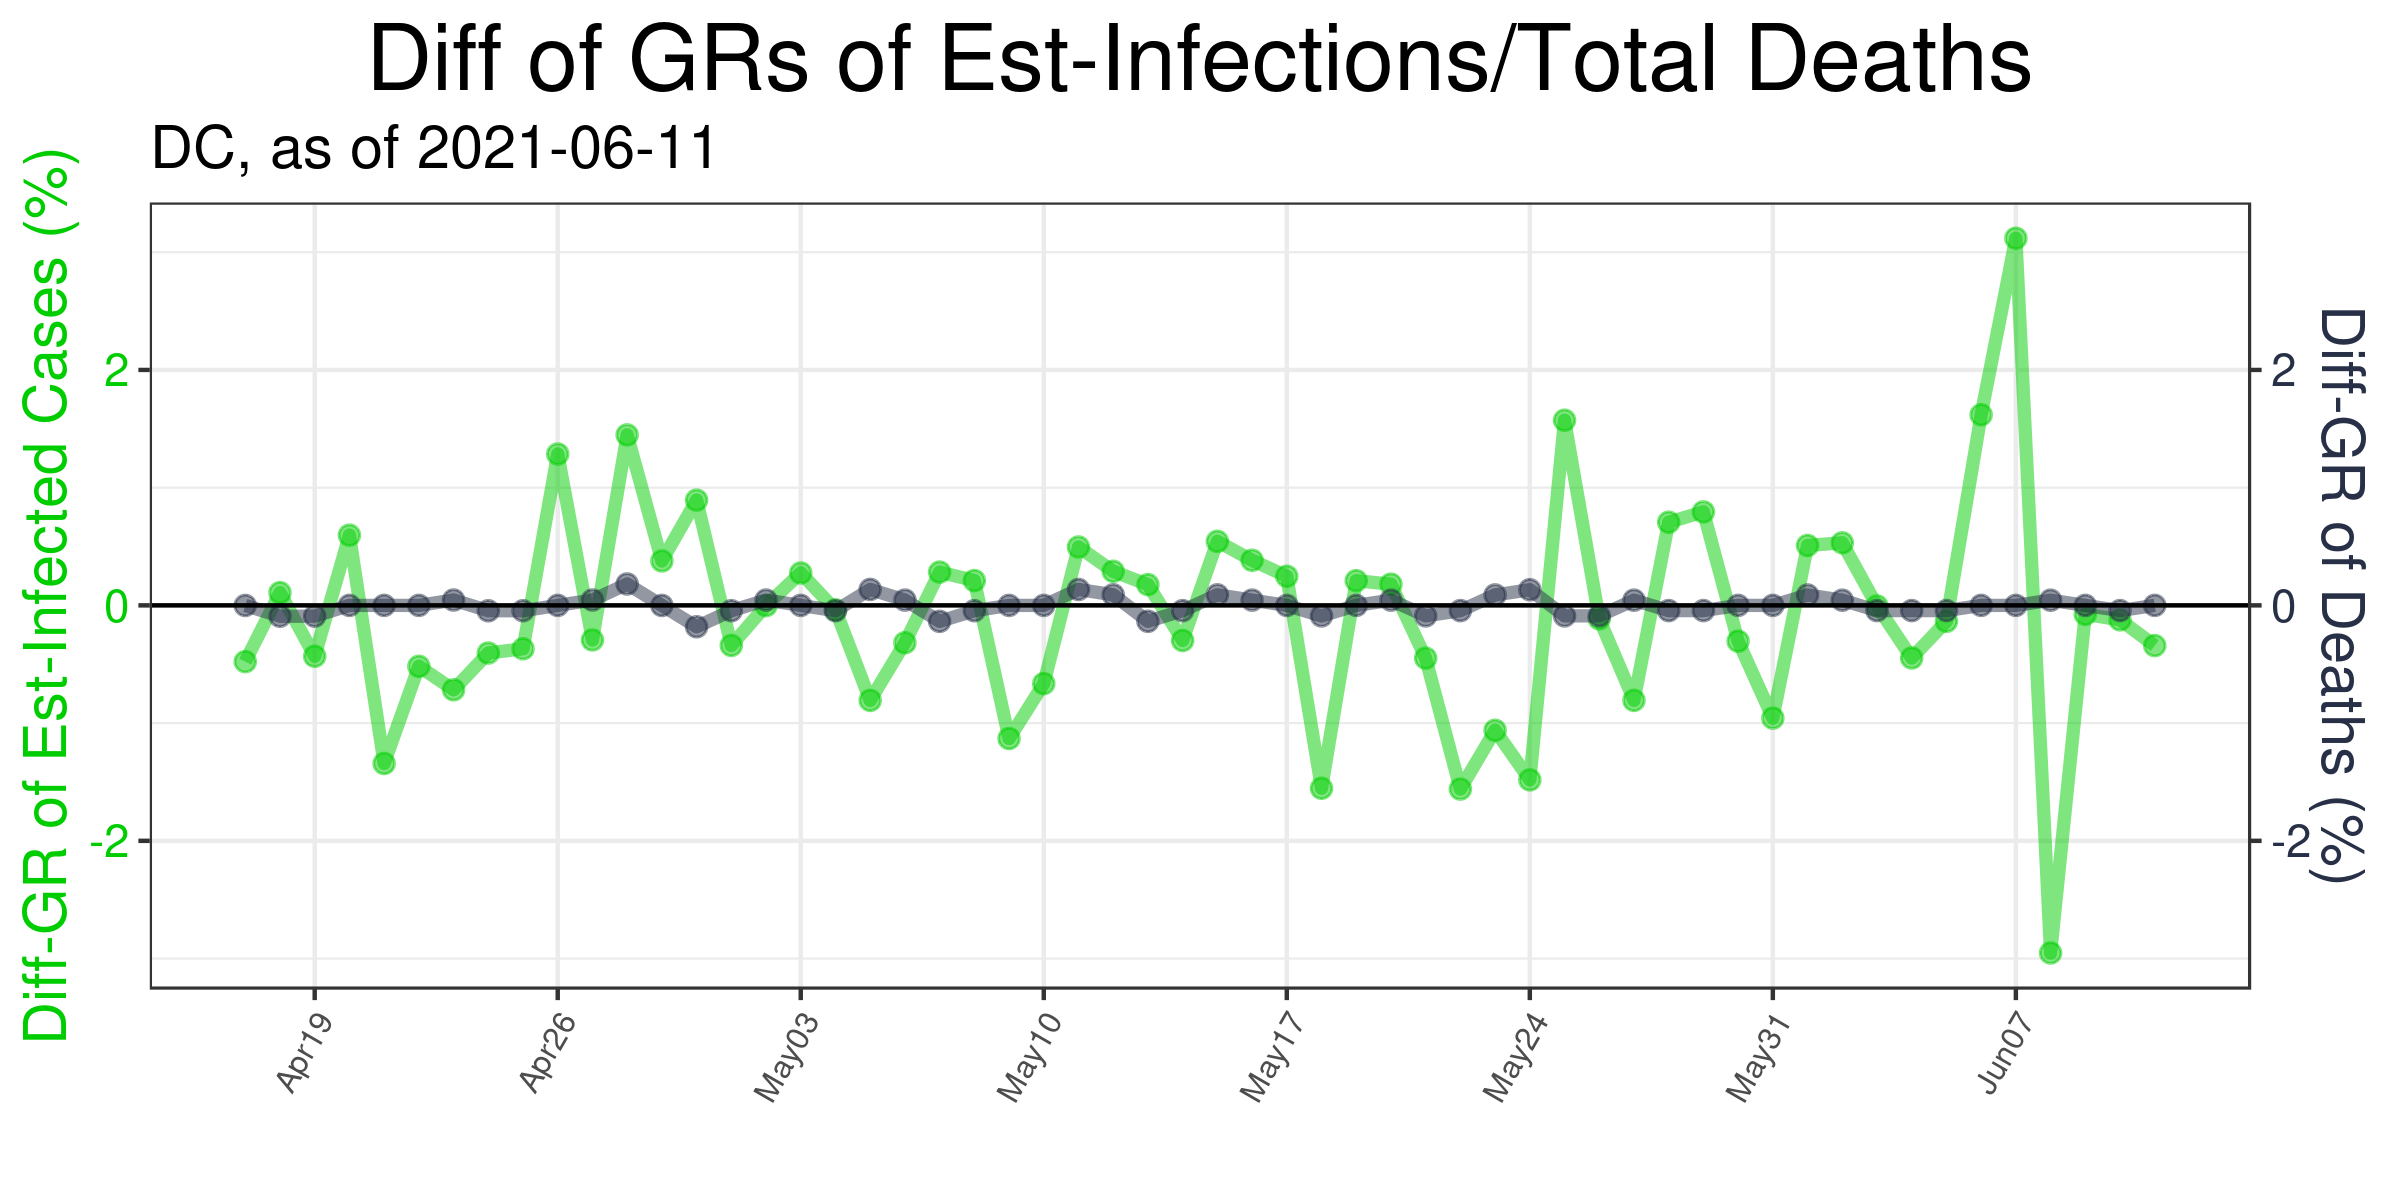 Diff of GRs of Est-Infections/Total Deaths
DC, as of 2021-06-11
Diff-GR of Est-Infected Cases (%)
2
0
-2
2
0
-2
Diff-GR of Deaths (%)
Apr19
Apr26
May03
May10
May17
May24
May31
Jun07